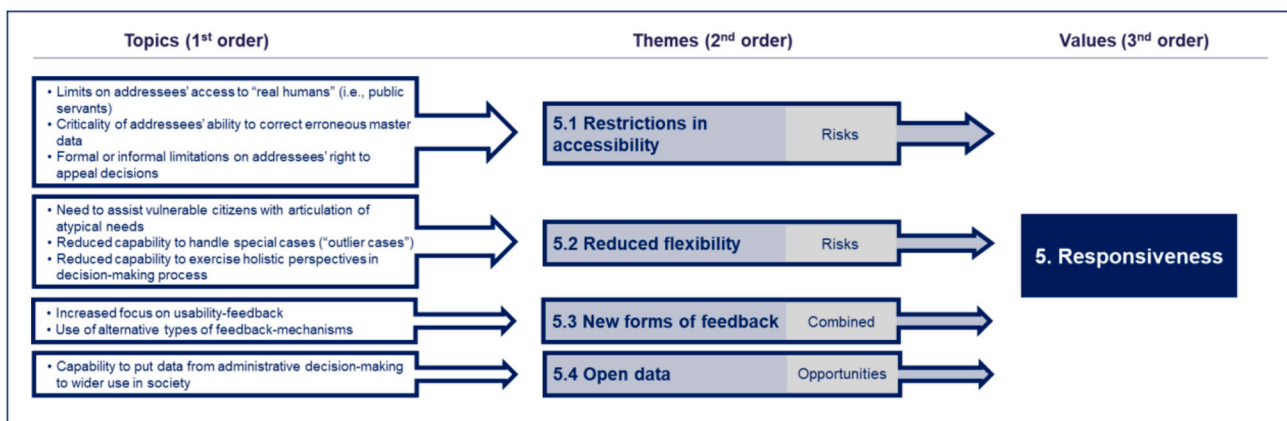 Topics (1st order)
Themes (2nd order)
Values (3rd order)
• Limits on addressees' access to "real humans" (i.e., public
servants)
• Criticality of addressees' ability to correct erroneous master
data
• Formal or informal limitations on addressees' right to
appeal decisions
5.1 Restrictions in
accessibility
Risks
• Need to assist vulnerable citizens with articulation of
atypical needs
• Reduced capability to handle special cases ("outlier cases")
• Reduced capability to exercise holistic perspectives in
decision-making process
5.2 Reduced flexibility
Risks
5. Responsiveness
• Increased focus on usability-feedback
• Use of alternative types of feedback-mechanisms
5.3 New forms of feedback
Combined
• Capability to put data from administrative decision-making
to wider use in society
5.4 Open data
Opportunities